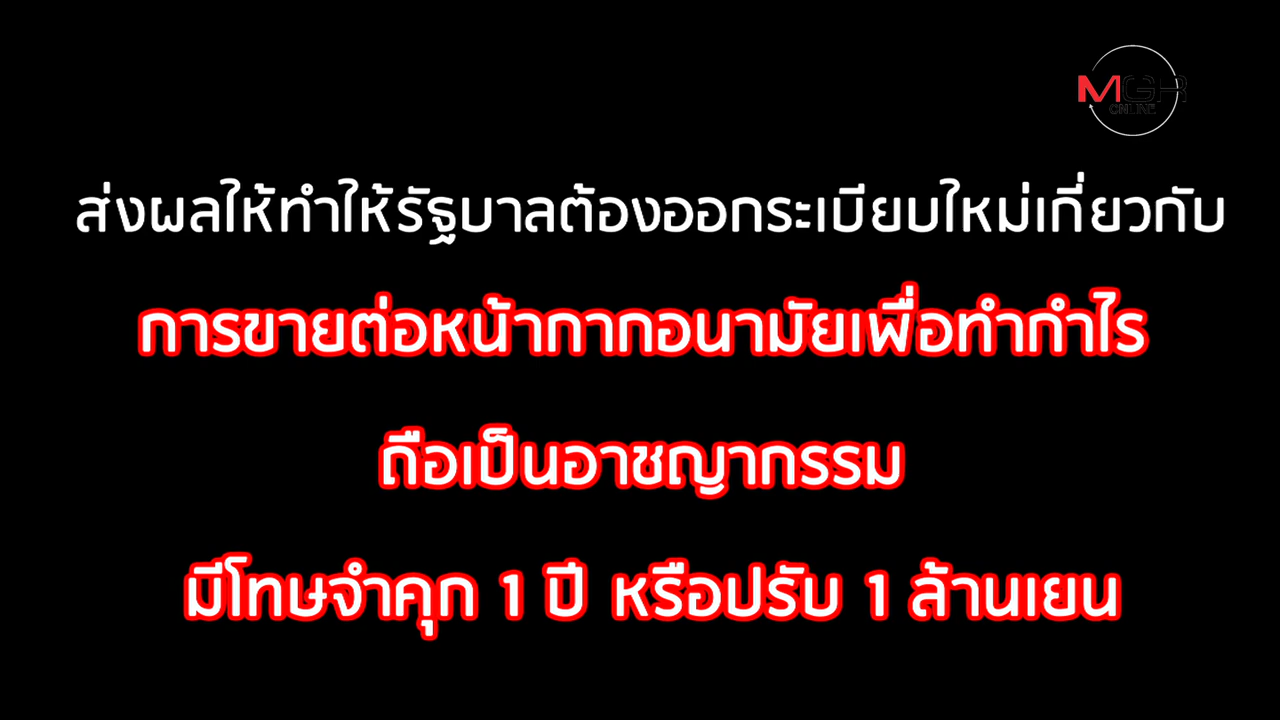 MGR
ONLINE
ส่งผลให้ทำให้รัฐบาลต้องออกระเบียบใหม่เกี่ยวกับ
การขายต่อหน้ากากอนามัยเพื่อทำกำไร
ถือเป็นอาชญากรรม
มีโทษจำคุก 1 ปี หรือปรับ 1 ล้านเยน